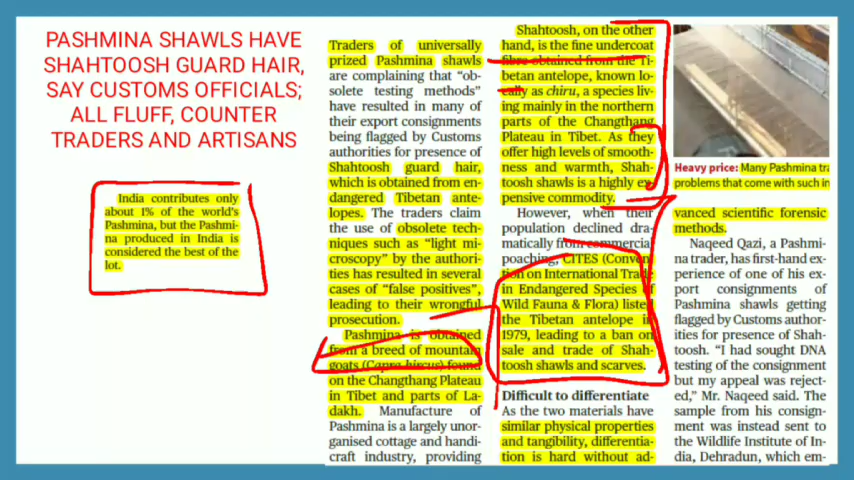 PASHMINA SHAWLS HAVE
SHAHTOOSH GUARD HAIR,
SAY CUSTOMS OFFICIALS;
ALL FLUFF, COUNTER
TRADERS AND ARTISANS
India contributes only
about 1% of the world's
Pashmina, but the Pashmi-
na produced in India is
considered the best of the
lot.
Traders of universally
prized Pashmina shawls
are complaining that "ob-
solete testing methods"
have resulted in many of
their export consignments
being flagged by Customs
authorities for presence of
Shahtoosh guard hair,
which is obtained from en-
dangered Tibetan ante-
lopes. The traders claim
the use of obsolete tech-
niques such as "light mi-
croscopy" by the authori-
ties has resulted in several
cases of "false positives",
leading to their wrongful
prosecution.
Pashmina is obtained
from a breed of mountain
goats (Capra hircus) found
on the Changthang Plateau
in Tibet and parts of La-
dakh. Manufacture of
Pashmina is a largely unor-
ganised cottage and handi-
craft industry, providing
Shahtoosh, on the other
hand, is the fine undercoat
fibre obtained from the Ti-
betan antelope, known lo-
cally as chiru, a species liv-
ing mainly in the northern
parts of the Changthang
Plateau in Tibet. As they
offer high levels of smooth-
ness and warmth, Shah-
toosh shawls is a highly ex-
pensive commodity.
However, when their
population declined dra-
matically from commercial
poaching, CITES (Conven-
tion on International Trade
in Endangered Species of
Wild Fauna & Flora) listed
the Tibetan antelope in
1979, leading to a ban on
sale and trade of Shah-
toosh shawls and scarves.
Difficult to differentiate
As the two materials have
similar physical properties
and tangibility, differentia-
tion is hard without ad-
Heavy price: Many Pashmina tra
problems that come with such in
vanced scientific forensic
methods.
Naqeed Qazi, a Pashmi-
na trader, has first-hand ex-
perience of one of his ex-
port consignments of
Pashmina shawls getting
flagged by Customs author-
ities for presence of Shah-
toosh. "I had sought DNA
testing of the consignment
but my appeal was reject-
ed," Mr. Naqeed said. The
sample from his consign-
ment was instead sent to
the Wildlife Institute of In-
dia, Dehradun, which em-